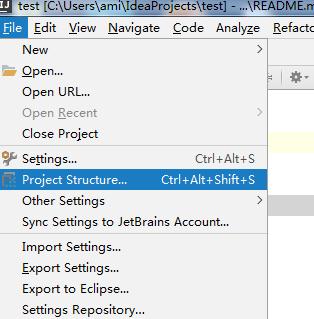 IJ test [C:\Users\ami\IdeaProjects\test] - ...\README.m
File Edit View Navigate Code Analyze Refacto
New
Open...
Open URL...
Open Recent
Close Project
Settings... Ctrl+Alt+S
Project Structure... Ctrl+Alt+Shift+S
Other Settings
Sync Settings to JetBrains Account...
Import Settings...
Export Settings...
Export to Eclipse...
Settings Repository...